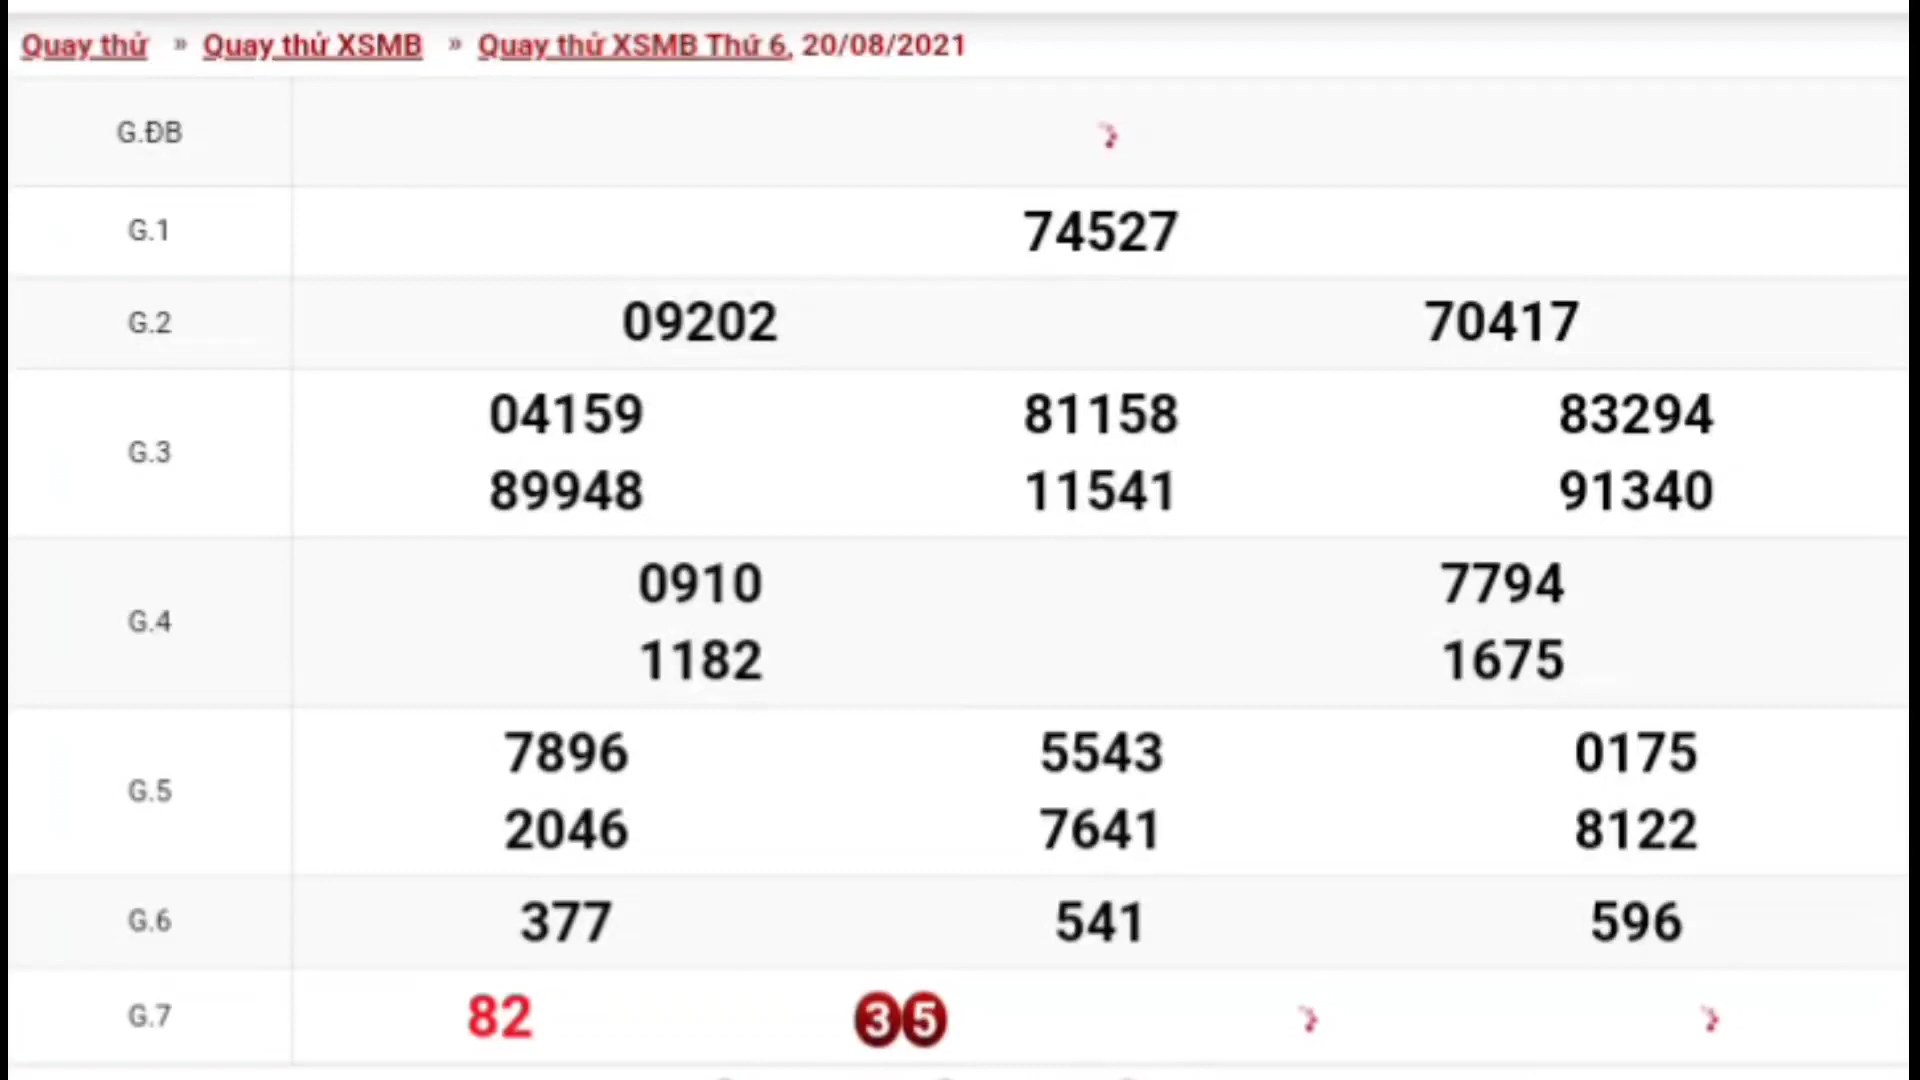 Quay thử » Quay thử XSMB » Quay thử XSMB Thứ 6, 20/08/2021
G.ĐB
G.1 74527
G.2 09202 70417
G.3 04159 81158 83294
89948 11541 91340
G.4 0910 7794
1182 1675
G.5 7896 5543 0175
2046 7641 8122
G.6 377 541 596
G.7 82 35